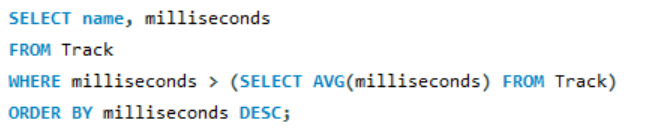 SELECT name, milliseconds
FROM Track
WHERE milliseconds > (SELECT AVG(milliseconds) FROM Track)
ORDER BY milliseconds DESC;